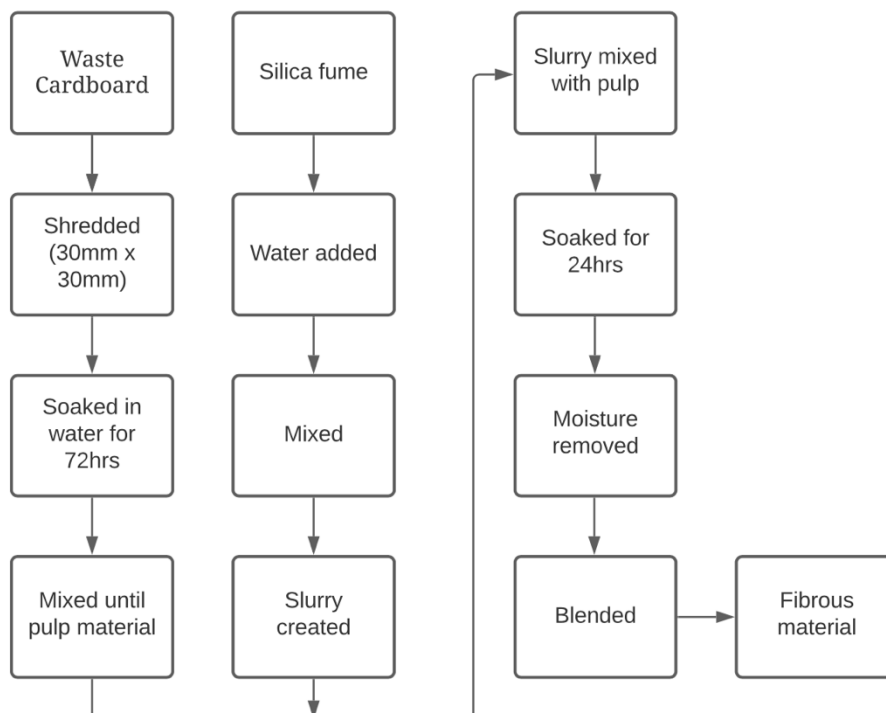 Waste
Cardboard
Shredded
(30mm x
30mm)
Soaked in
water for
72hrs
Mixed until
pulp material
Silica fume
Water added
Mixed
Slurry
created
Slurry mixed
with pulp
Soaked for
24hrs
Moisture
removed
Blended
Fibrous
material